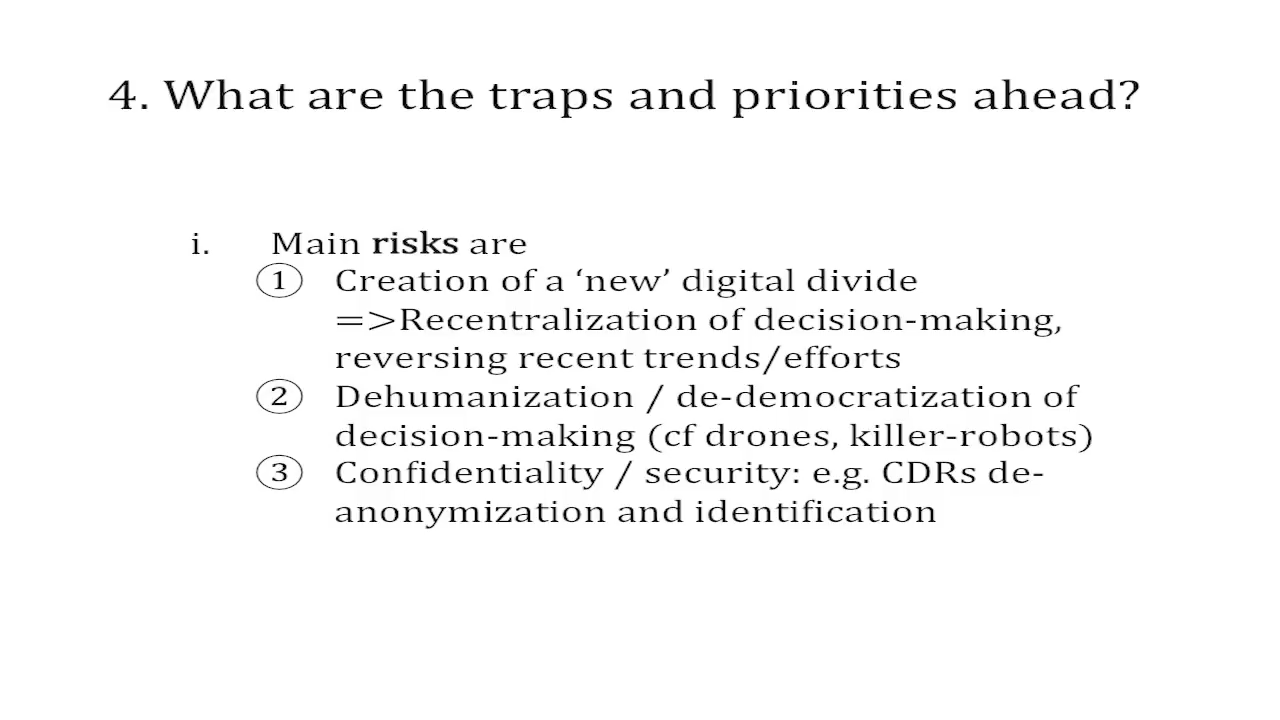 4. What are the traps and priorities ahead?
i. Main risks are
① Creation of a ‘new’ digital divide
=>Recentralization of decision-making,
reversing recent trends/efforts
② Dehumanization / de-democratization of
decision-making (cf drones, killer-robots)
③ Confidentiality / security: e.g. CDRs de-
anonymization and identification